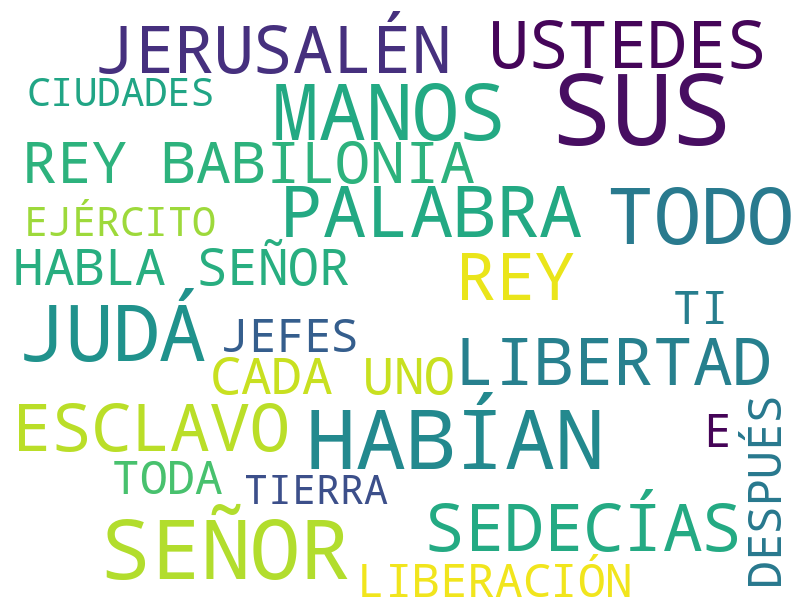 JERUSALÉN
USTEDES
CIUDADES
MANOS
SUS
REY BABILONIA
PALABRA
TODO
EJÉRCITO
HABLA SEÑOR
REY
TI
JUDÁ
JEFES
LIBERTAD
CADA UNO
ESCLAVO
HABÍAN
E
DESPUÉS
TODA
TIERRA
SEDECÍAS
SEÑOR
LIBERACIÓN